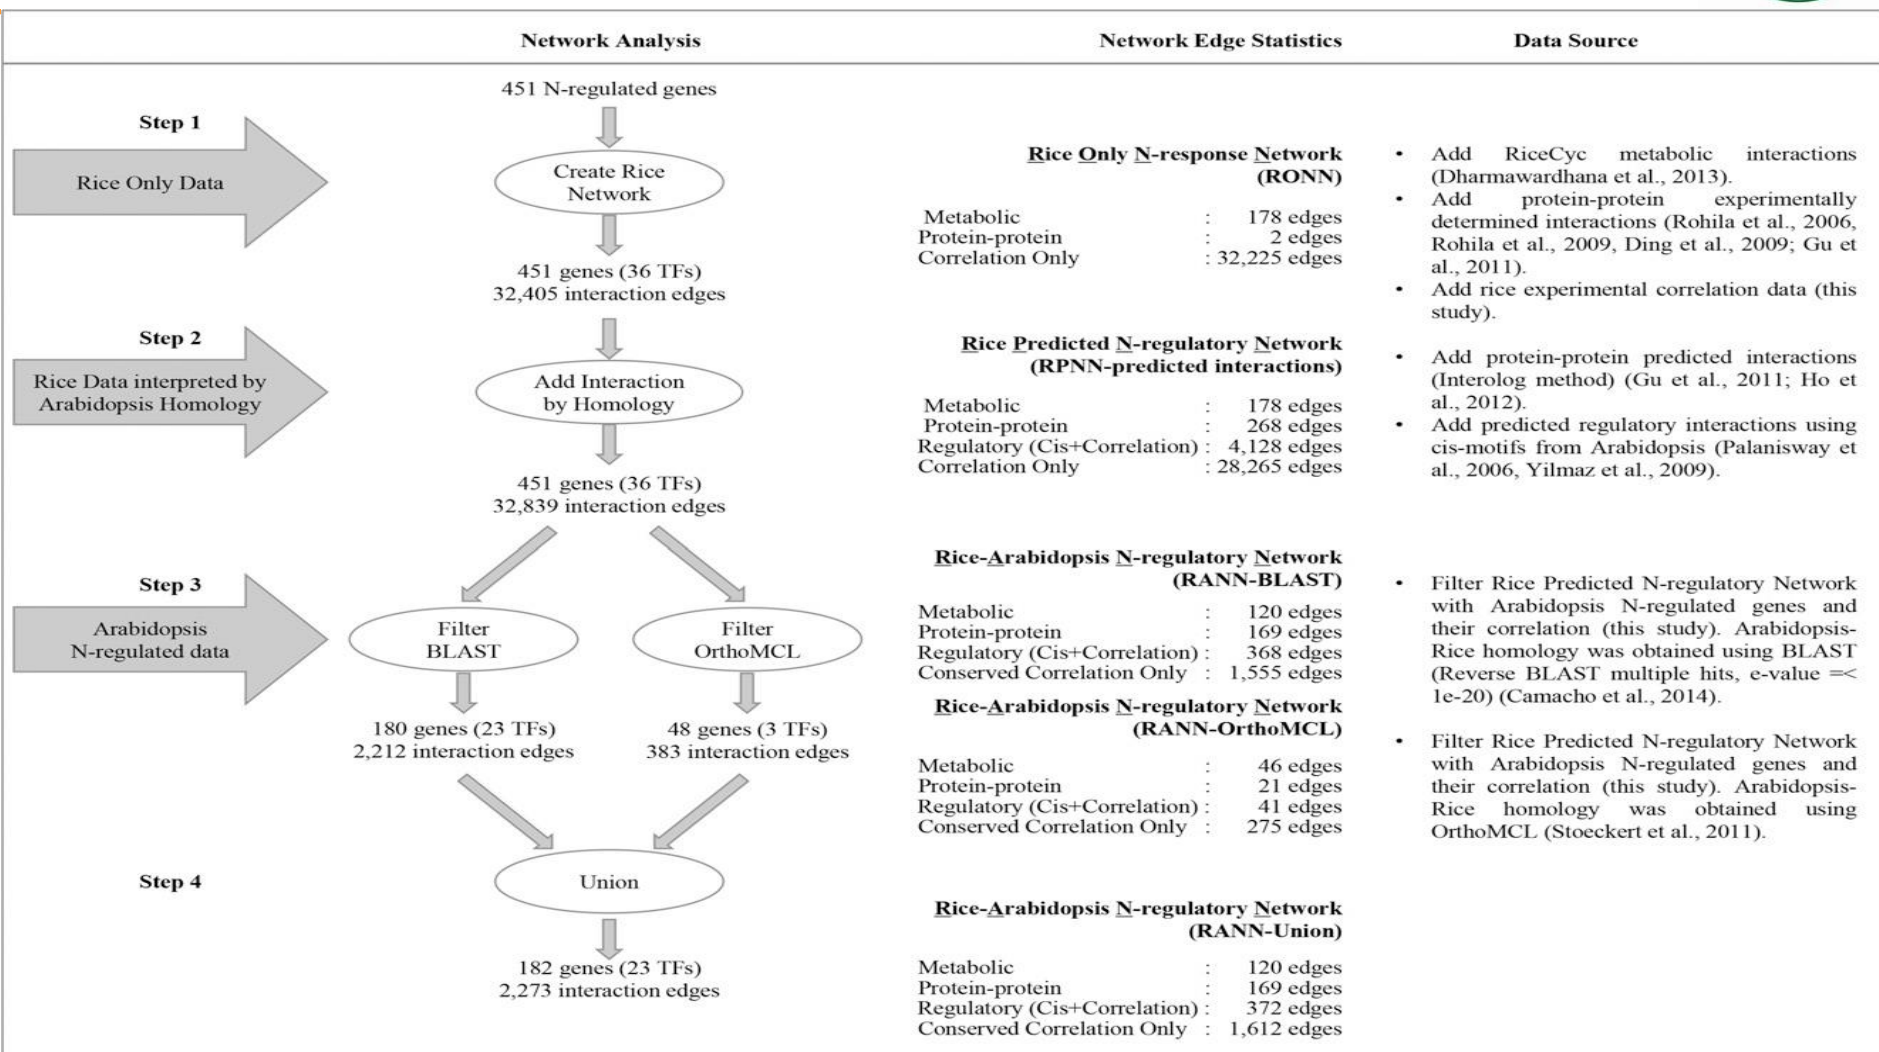 Network Analysis
Network Edge Statistics
Data Source
451 N-regulated genes
Step 1
Rice Only Data
Create Rice
Network
451 genes (36 TFs)
32,405 interaction edges
Rice Only N-response Network
(RONN)
Metabolic : 178 edges
Protein-protein : 2 edges
Correlation Only : 32,225 edges
• Add RiceCyc metabolic interactions
(Dharmawardhana et al., 2013).
• Add protein-protein experimentally
determined interactions (Rohila et al., 2006,
Rohila et al., 2009, Ding et al., 2009; Gu et
al., 2011).
• Add rice experimental correlation data (this
study).
Step 2
Rice Data interpreted by
Arabidopsis Homology
Add Interaction
by Homology
451 genes (36 TFs)
32,839 interaction edges
Rice Predicted N-regulatory Network
(RPNN-predicted interactions)
Metabolic : 178 edges
Protein-protein : 268 edges
Regulatory (Cis+Correlation) : 4,128 edges
Correlation Only : 28,265 edges
• Add protein-protein predicted interactions
(Interolog method) (Gu et al., 2011; Ho et
al., 2012).
• Add predicted regulatory interactions using
cis-motifs from Arabidopsis (Palanisway et
al., 2006, Yilmaz et al., 2009).
Step 3
Arabidopsis
N-regulated data
Filter
BLAST
Filter
OrthoMCL
180 genes (23 TFs)
2,212 interaction edges
48 genes (3 TFs)
383 interaction edges
Rice-Arabidopsis N-regulatory Network
(RANN-BLAST)
Metabolic : 120 edges
Protein-protein : 169 edges
Regulatory (Cis+Correlation) : 368 edges
Conserved Correlation Only : 1,555 edges
Rice-Arabidopsis N-regulatory Network
(RANN-OrthoMCL)
Metabolic : 46 edges
Protein-protein : 21 edges
Regulatory (Cis+Correlation) : 41 edges
Conserved Correlation Only : 275 edges
• Filter Rice Predicted N-regulatory Network
with Arabidopsis N-regulated genes and
their correlation (this study). Arabidopsis-
Rice homology was obtained using BLAST
(Reverse BLAST multiple hits, e-value =<
1e-20) (Camacho et al., 2014).
• Filter Rice Predicted N-regulatory Network
with Arabidopsis N-regulated genes and
their correlation (this study). Arabidopsis-
Rice homology was obtained using
OrthoMCL (Stoeckert et al., 2011).
Step 4
Union
182 genes (23 TFs)
2,273 interaction edges
Rice-Arabidopsis N-regulatory Network
(RANN-Union)
Metabolic : 120 edges
Protein-protein : 169 edges
Regulatory (Cis+Correlation) : 372 edges
Conserved Correlation Only : 1,612 edges